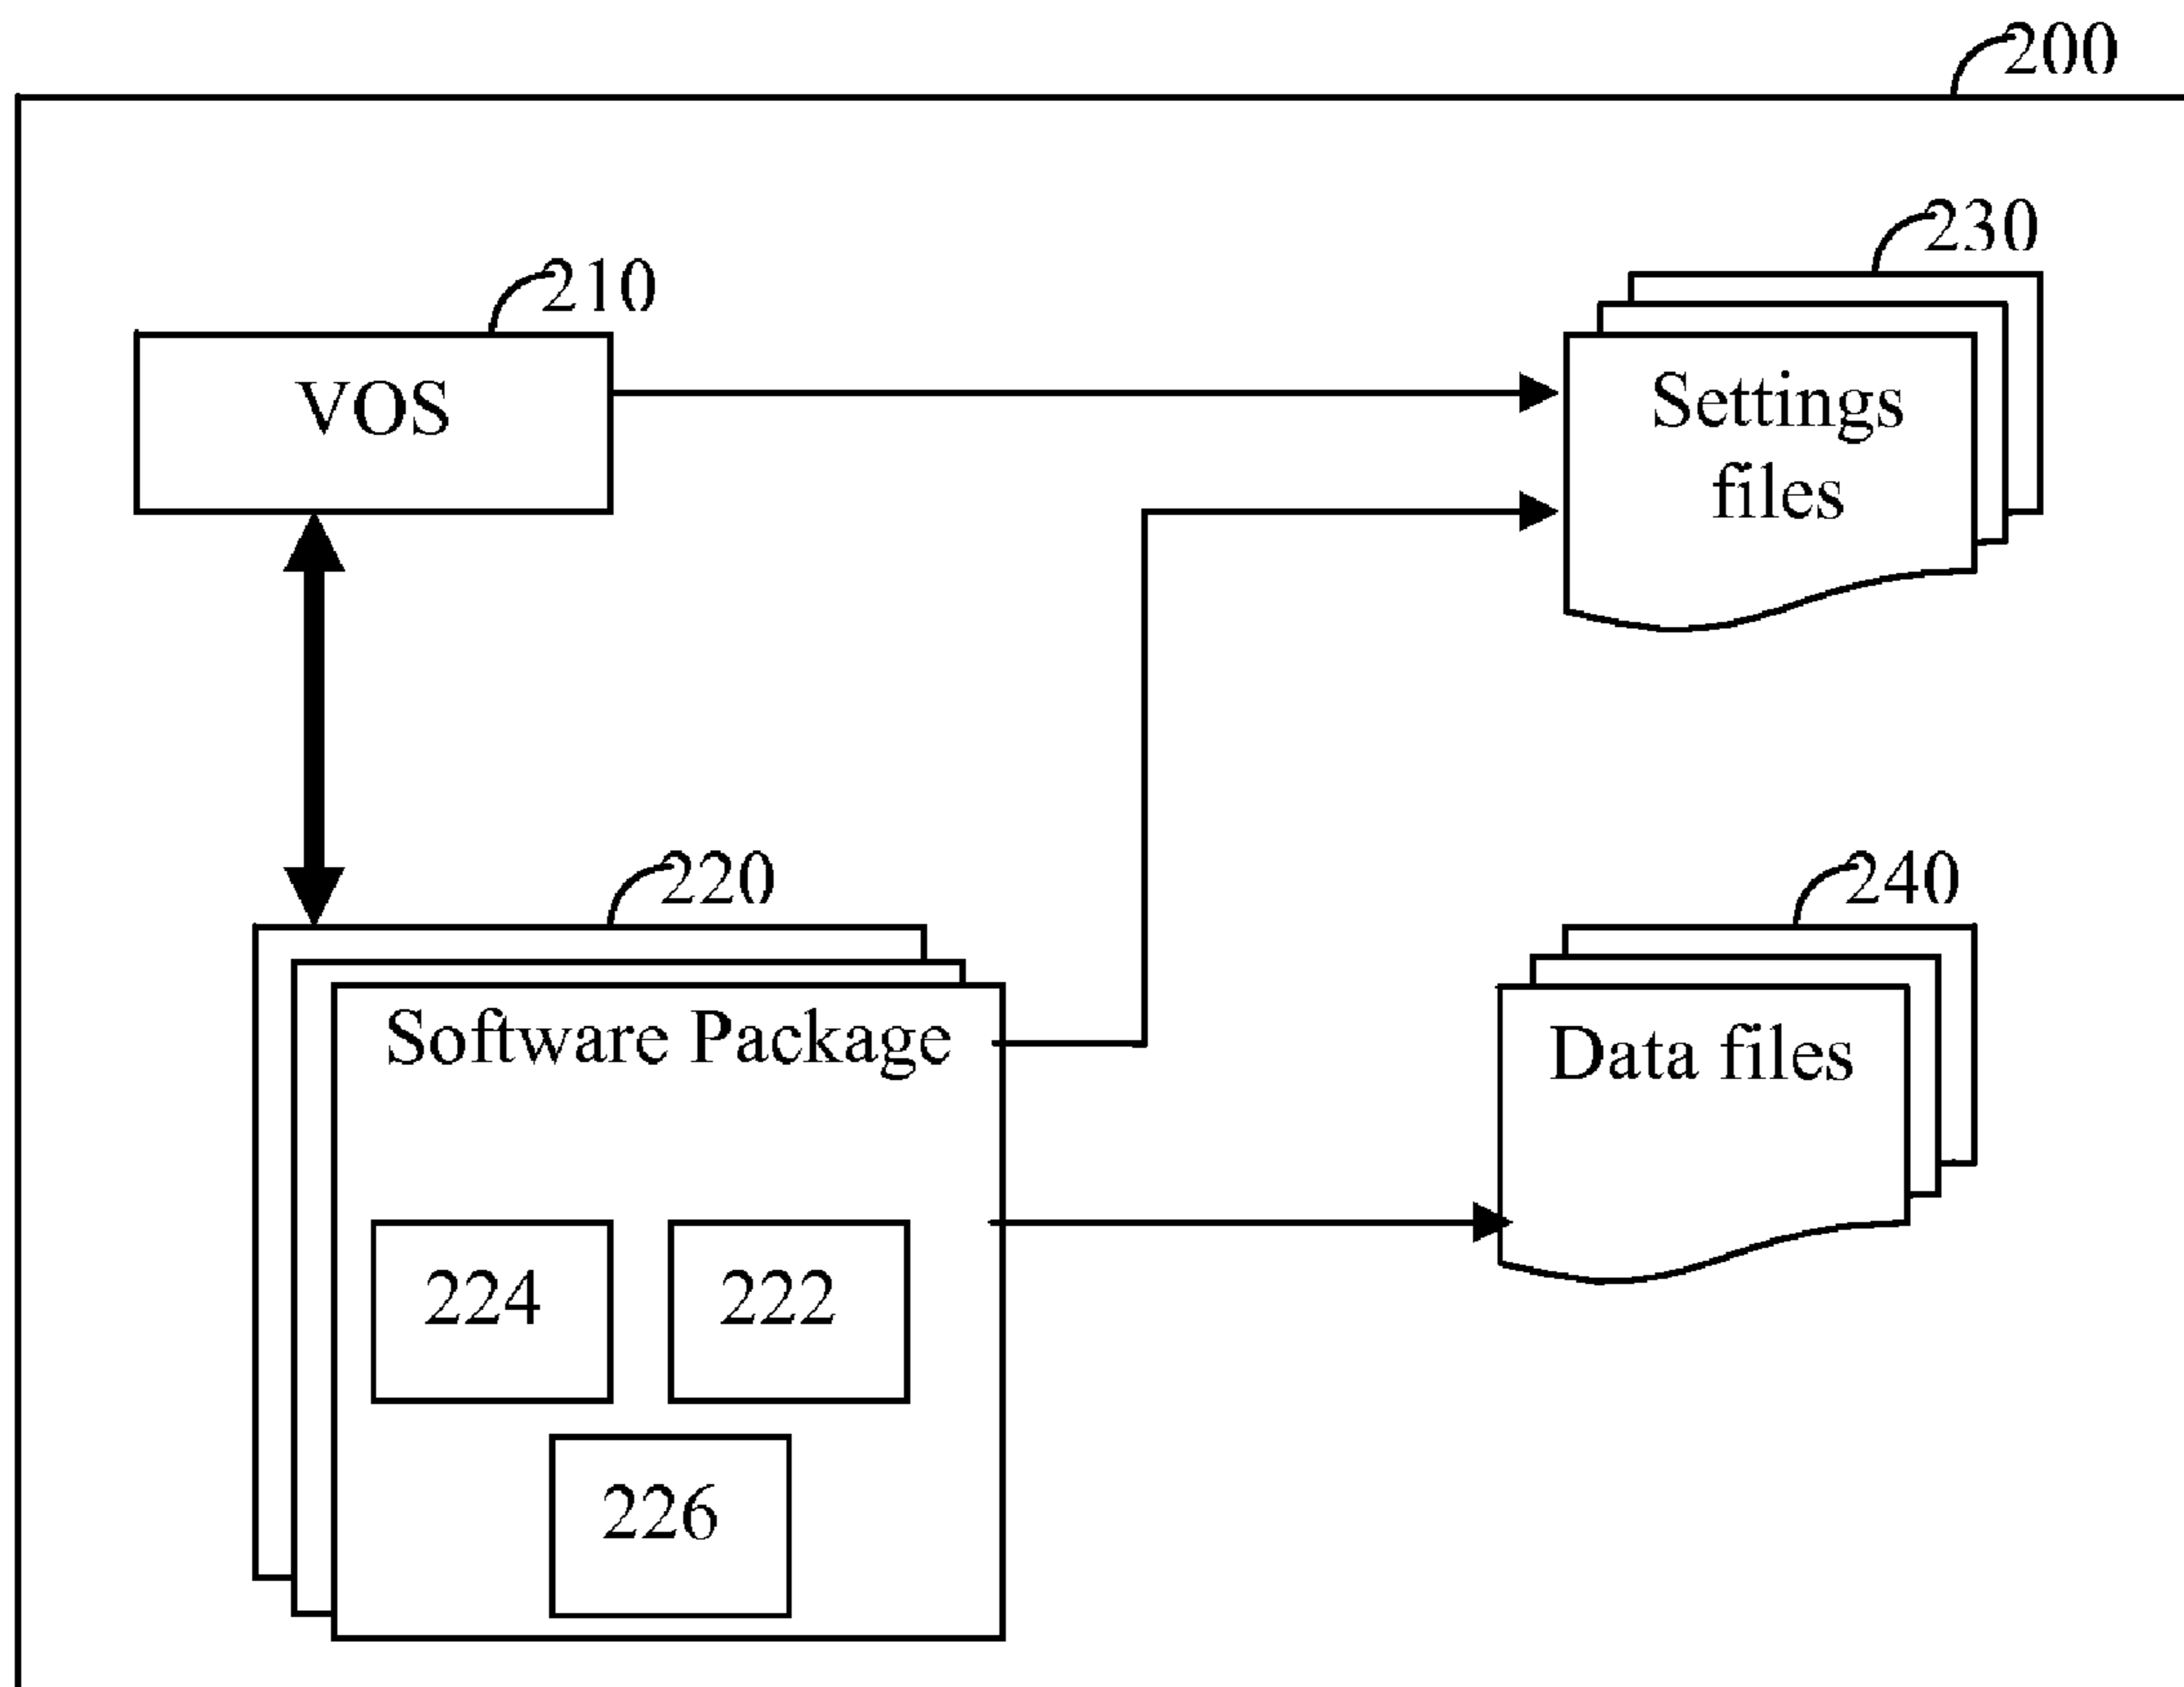 200
230
210
VOS
Settings
files
220
240
Software Package
Data files
224
222
226